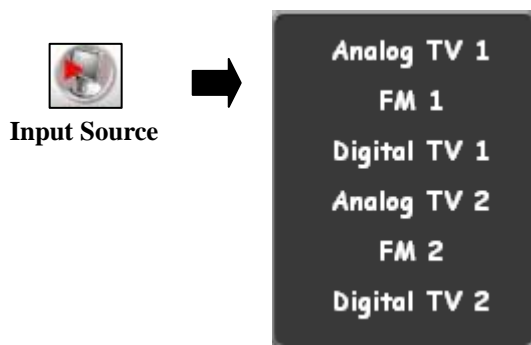 Input Source
Analog TV 1
FM 1
Digital TV 1
Analog TV 2
FM 2
Digital TV 2